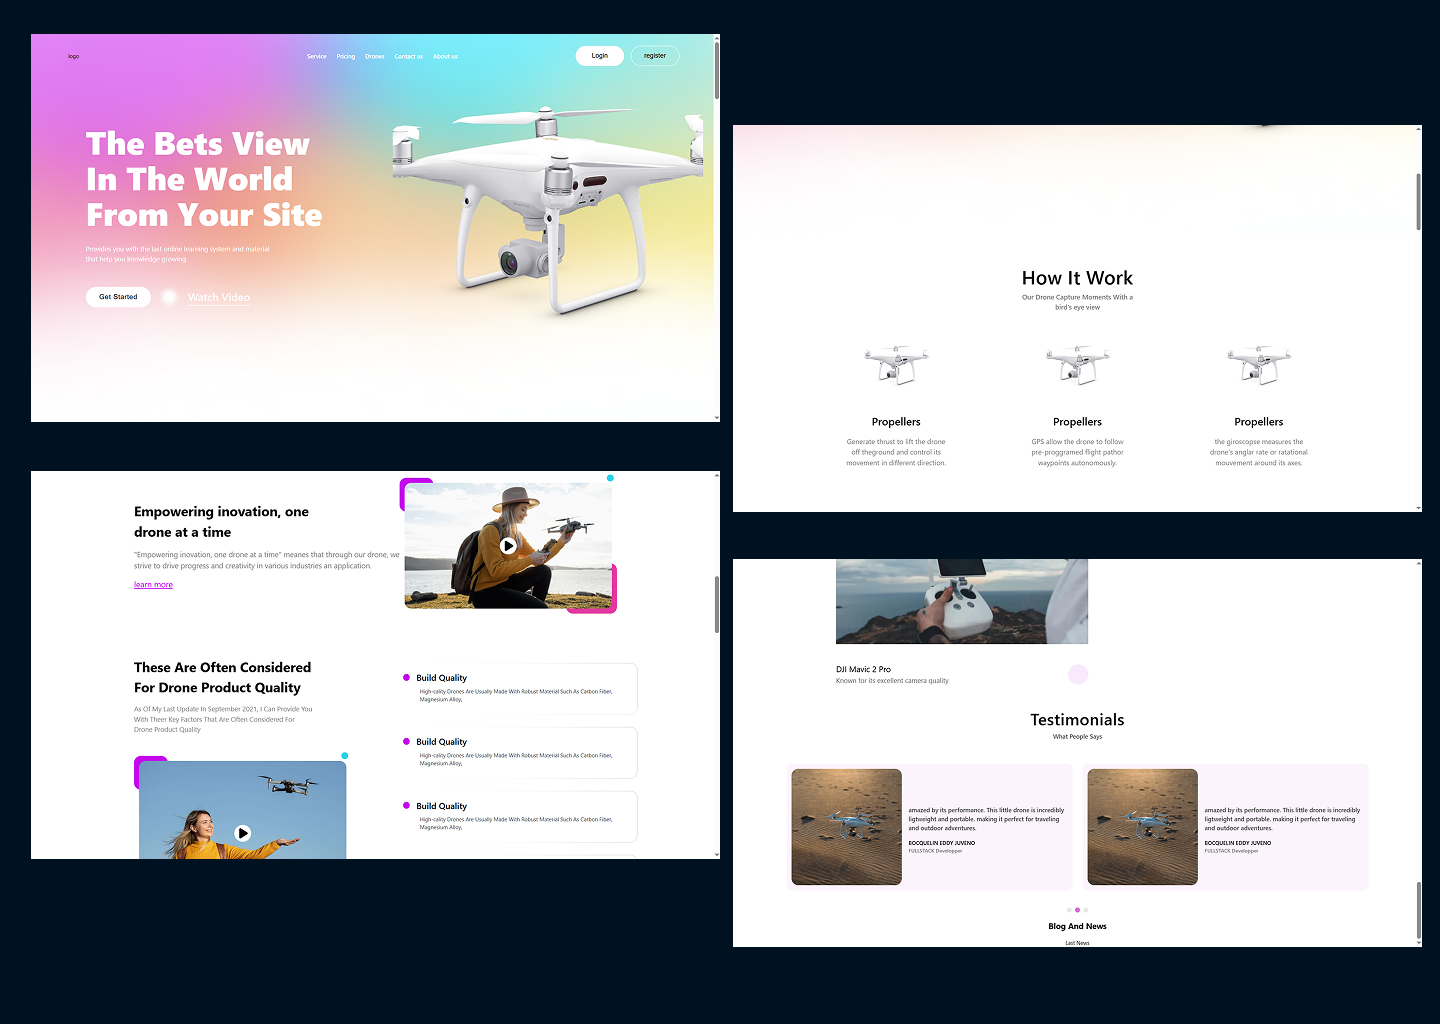 logo
Service Pricing Drones Contact us About us
Login register
The Bets View
In The World
From Your Site
Provides you with the last online learning system and material
that help you knowledge growing
Get Started Watch Video
How It Work
Our Drone Capture Moments With a
bird's eye view
Propellers
Generate thrust to lift the drone
off theground and control its
movement in different direction.
Propellers
GPS allow the drone to follow
pre-proggramed flight pathor
waypoints autonomously.
Propellers
the giroscopse measures the
drone's anglar rate or ratational
mouvement around its axes.
Empowering inovation, one
drone at a time
"Empowering inovation, one drone at a time" meanes that through our drone, we
strive to drive progress and creativity in various industries an application.
learn more
These Are Often Considered
For Drone Product Quality
As Of My Last Update In September 2021, I Can Provide You
With Theer Key Factors That Are Often Considered For
Drone Product Quality
Build Quality
High-cality Drones Are Usually Made With Robust Material Such As Carbon Fiber,
Magnesium Alloy,
Build Quality
High-cality Drones Are Usually Made With Robust Material Such As Carbon Fiber,
Magnesium Alloy,
Build Quality
High-cality Drones Are Usually Made With Robust Material Such As Carbon Fiber,
Magnesium Alloy,
DJI Mavic 2 Pro
Known for its excellent camera quality
Testimonials
What People Says
amazed by its performance. This little drone is incredibly
ligtweight and portable. making it perfect for traveling
and outdoor adventures.
BOCQUELIN EDDY JUVENO
FULLSTACK Developper
amazed by its performance. This little drone is incredibly
ligtweight and portable. making it perfect for traveling
and outdoor adventures.
BOCQUELIN EDDY JUVENO
FULLSTACK Developper
Blog And News
Last News